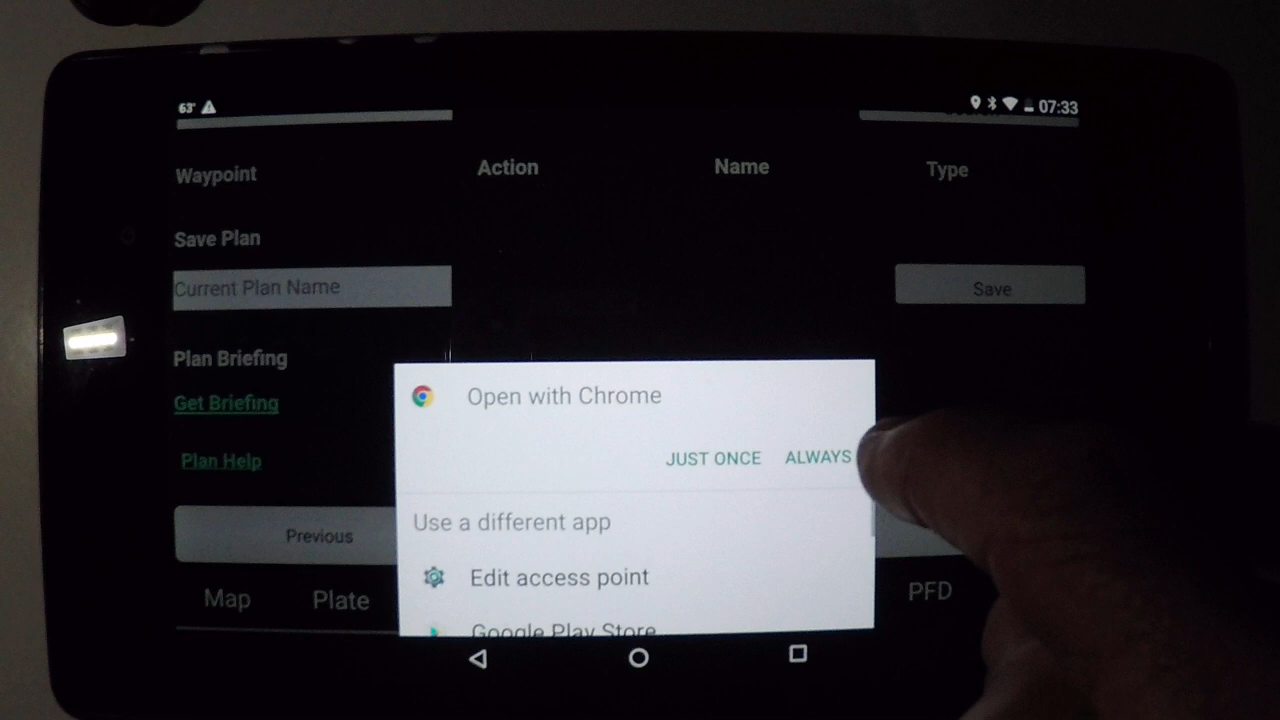 63° 07:33
Waypoint Action Name Type
Save Plan
Current Plan Name Save
Plan Briefing
Get Briefing
Plan Help
Open with Chrome
JUST ONCE ALWAYS
Use a different app
Edit access point
Google Play Store
Previous
Map Plate PFD